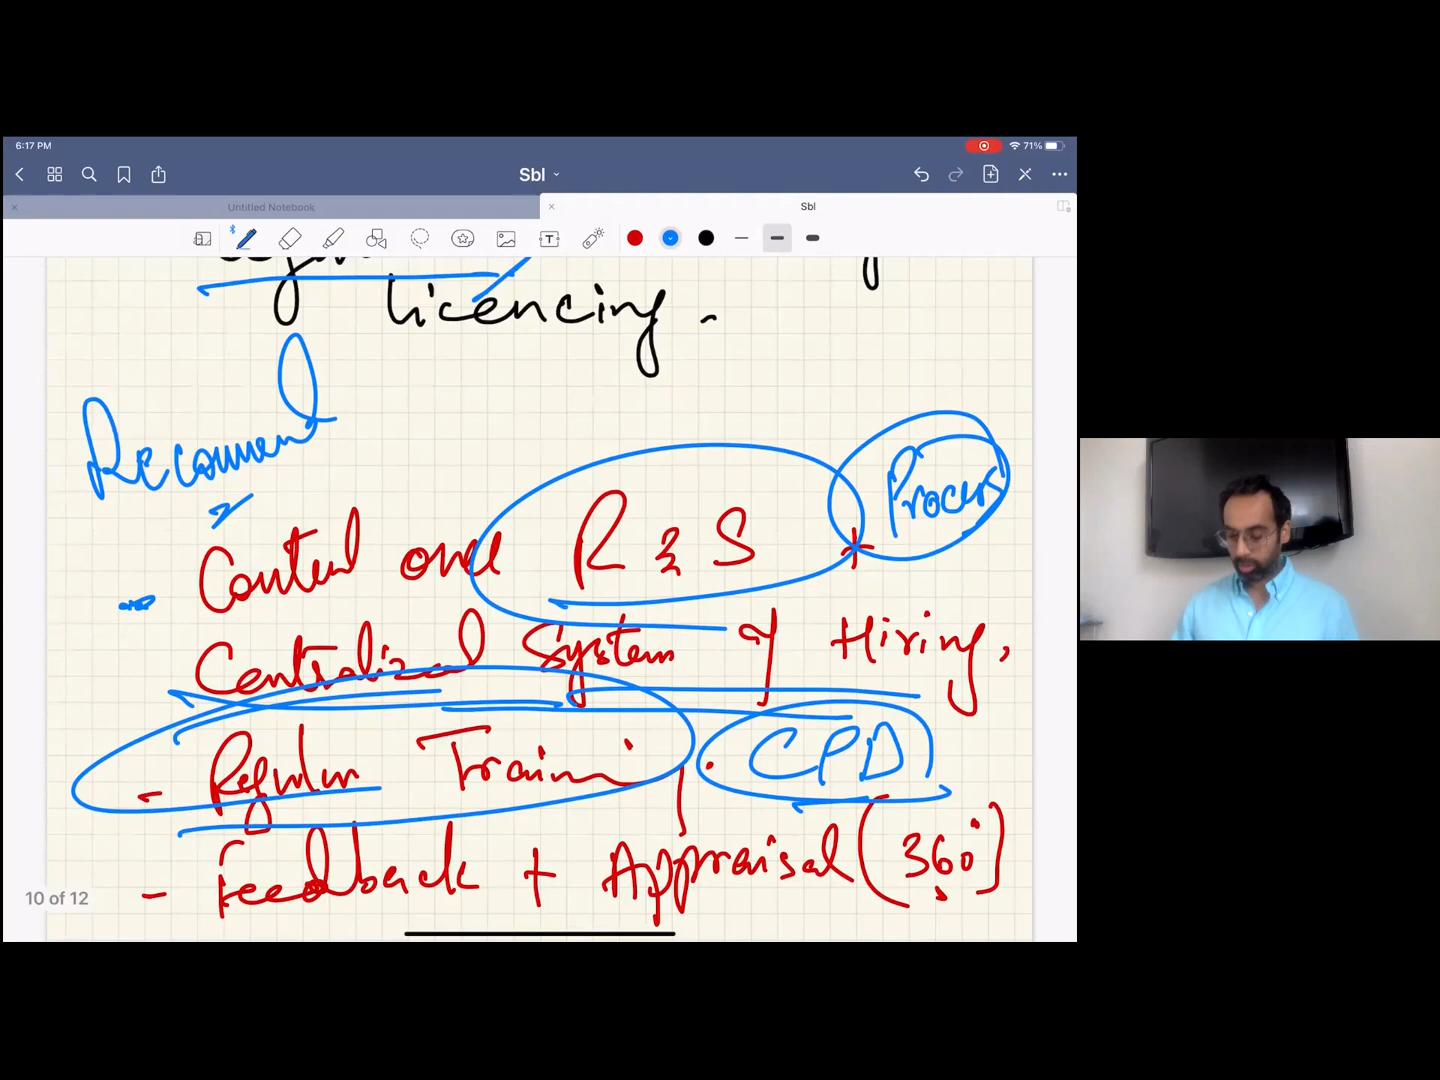 6:17 PM
71%
Sbl
Untitled Notebook
Sbl
licencing.
Recommend
Process
Control over R & S +
Centralized System of Hiring,
- Regular Training. CPD
- Feedback + Appraisal (360°)
10 of 12